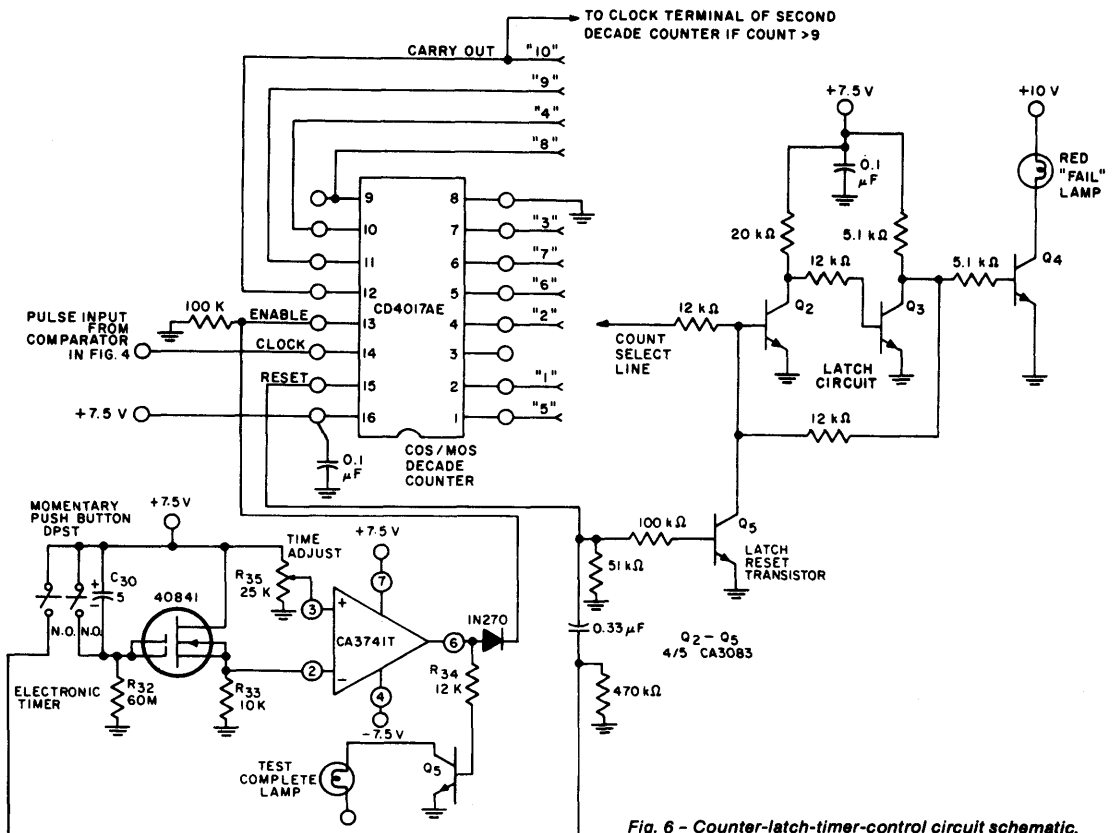 TO CLOCK TERMINAL OF SECOND
DECADE COUNTER IF COUNT >9
CARRY OUT
"10"
"9"
"4"
"8"
+7.5 V
+10 V
RED
"FAIL"
LAMP
0.1
μF
20 kΩ
5.1 kΩ
12 kΩ
5.1 kΩ
Q4
Q2
Q3
12 kΩ
COUNT
SELECT
LINE
LATCH
CIRCUIT
12 kΩ
9
8
10
7
"3"
11
6
"7"
12
5
"6"
CD4017AE
100 K
ENABLE
13
4
"2"
PULSE INPUT
FROM
COMPARATOR
IN FIG. 4
CLOCK
14
3
RESET
15
2
"1"
+7.5 V
16
1
"5"
0.1
μF
COS/MOS
DECADE
COUNTER
MOMENTARY
PUSH BUTTON
DPST
+7.5V
TIME
ADJUST
+7.5V
100 kΩ
Q5
LATCH
RESET
TRANSISTOR
51 kΩ
+
C30
5
–
40841
R35
25 K
7
3
+
CA3741T
6
1N270
0.33μF
Q2 – Q5
4/5 CA3083
N.O.
N.O.
2
–
4
R34
12 K
470 kΩ
ELECTRONIC
TIMER
R32
60M
R33
10K
–7.5V
TEST
COMPLETE
LAMP
Q5
Fig. 6 – Counter-latch-timer-control circuit schematic.